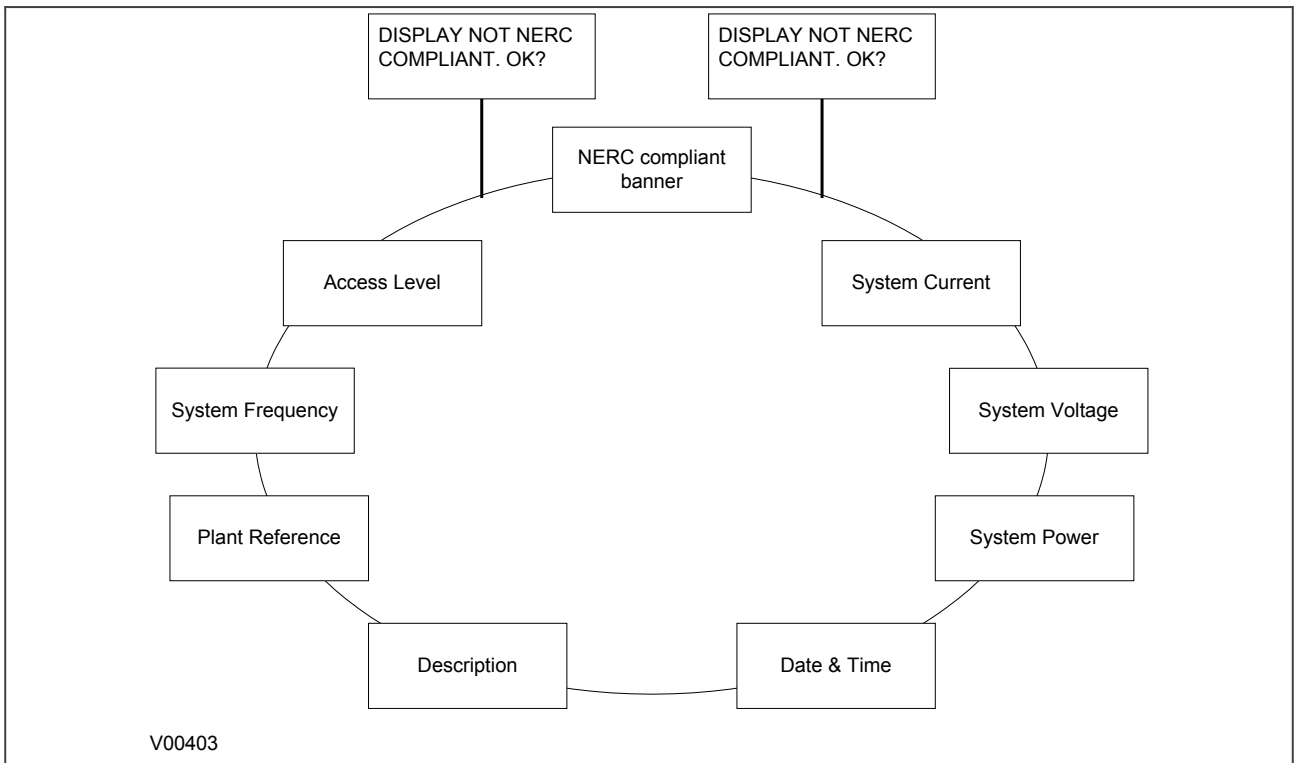 DISPLAY NOT NERC
COMPLIANT. OK?
DISPLAY NOT NERC
COMPLIANT. OK?
NERC compliant
banner
Access Level
System Current
System Frequency
System Voltage
Plant Reference
System Power
Description
Date & Time
V00403